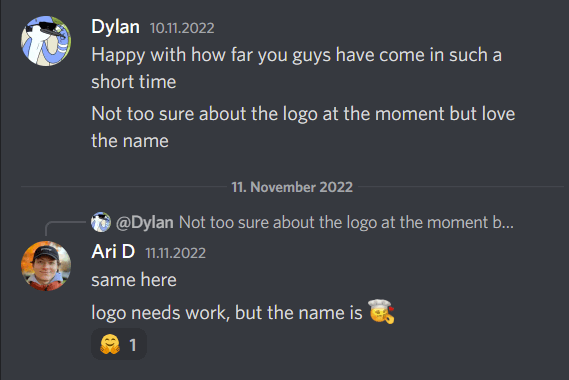 Dylan 10.11.2022
Happy with how far you guys have come in such a
short time
Not too sure about the logo at the moment but love
the name
11. November 2022
@Dylan Not too sure about the logo at the moment b...
Ari D 11.11.2022
same here
logo needs work, but the name is
1